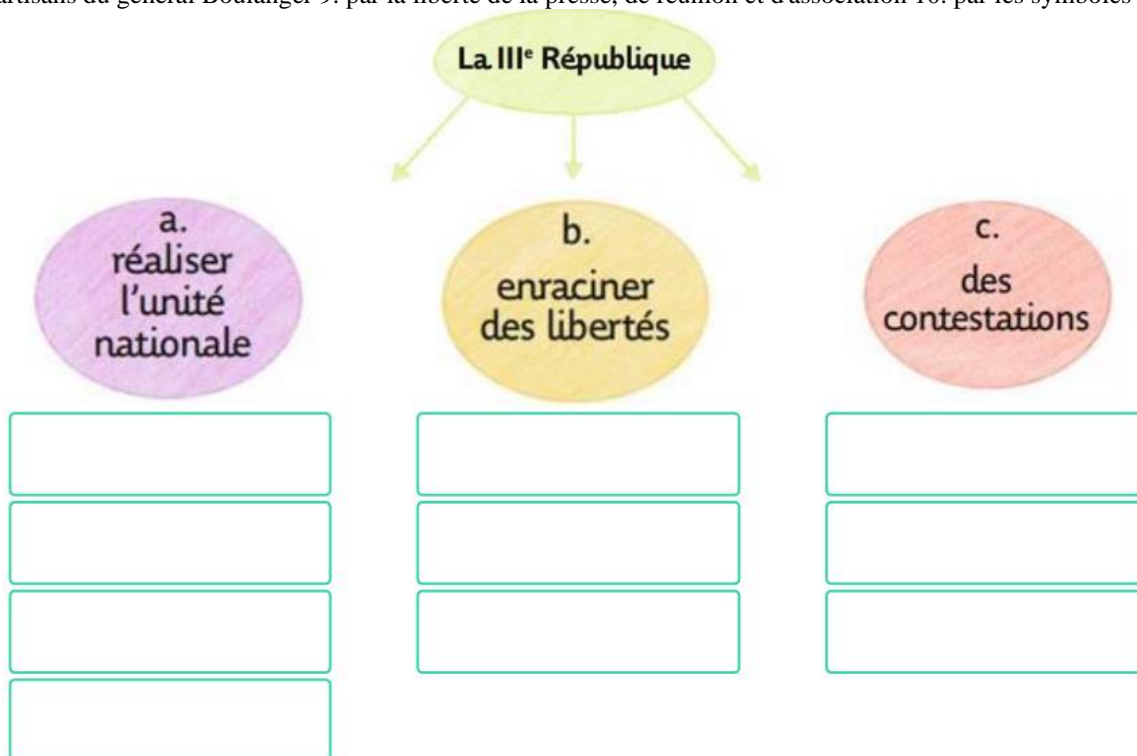 artisans du général Boulanger 9. par la liberté de la presse, de réunion et d'association 10. par les symboles
La IIIᵉ République
a.
réaliser
l'unité
nationale
b.
enraciner
des libertés
c.
des
contestations